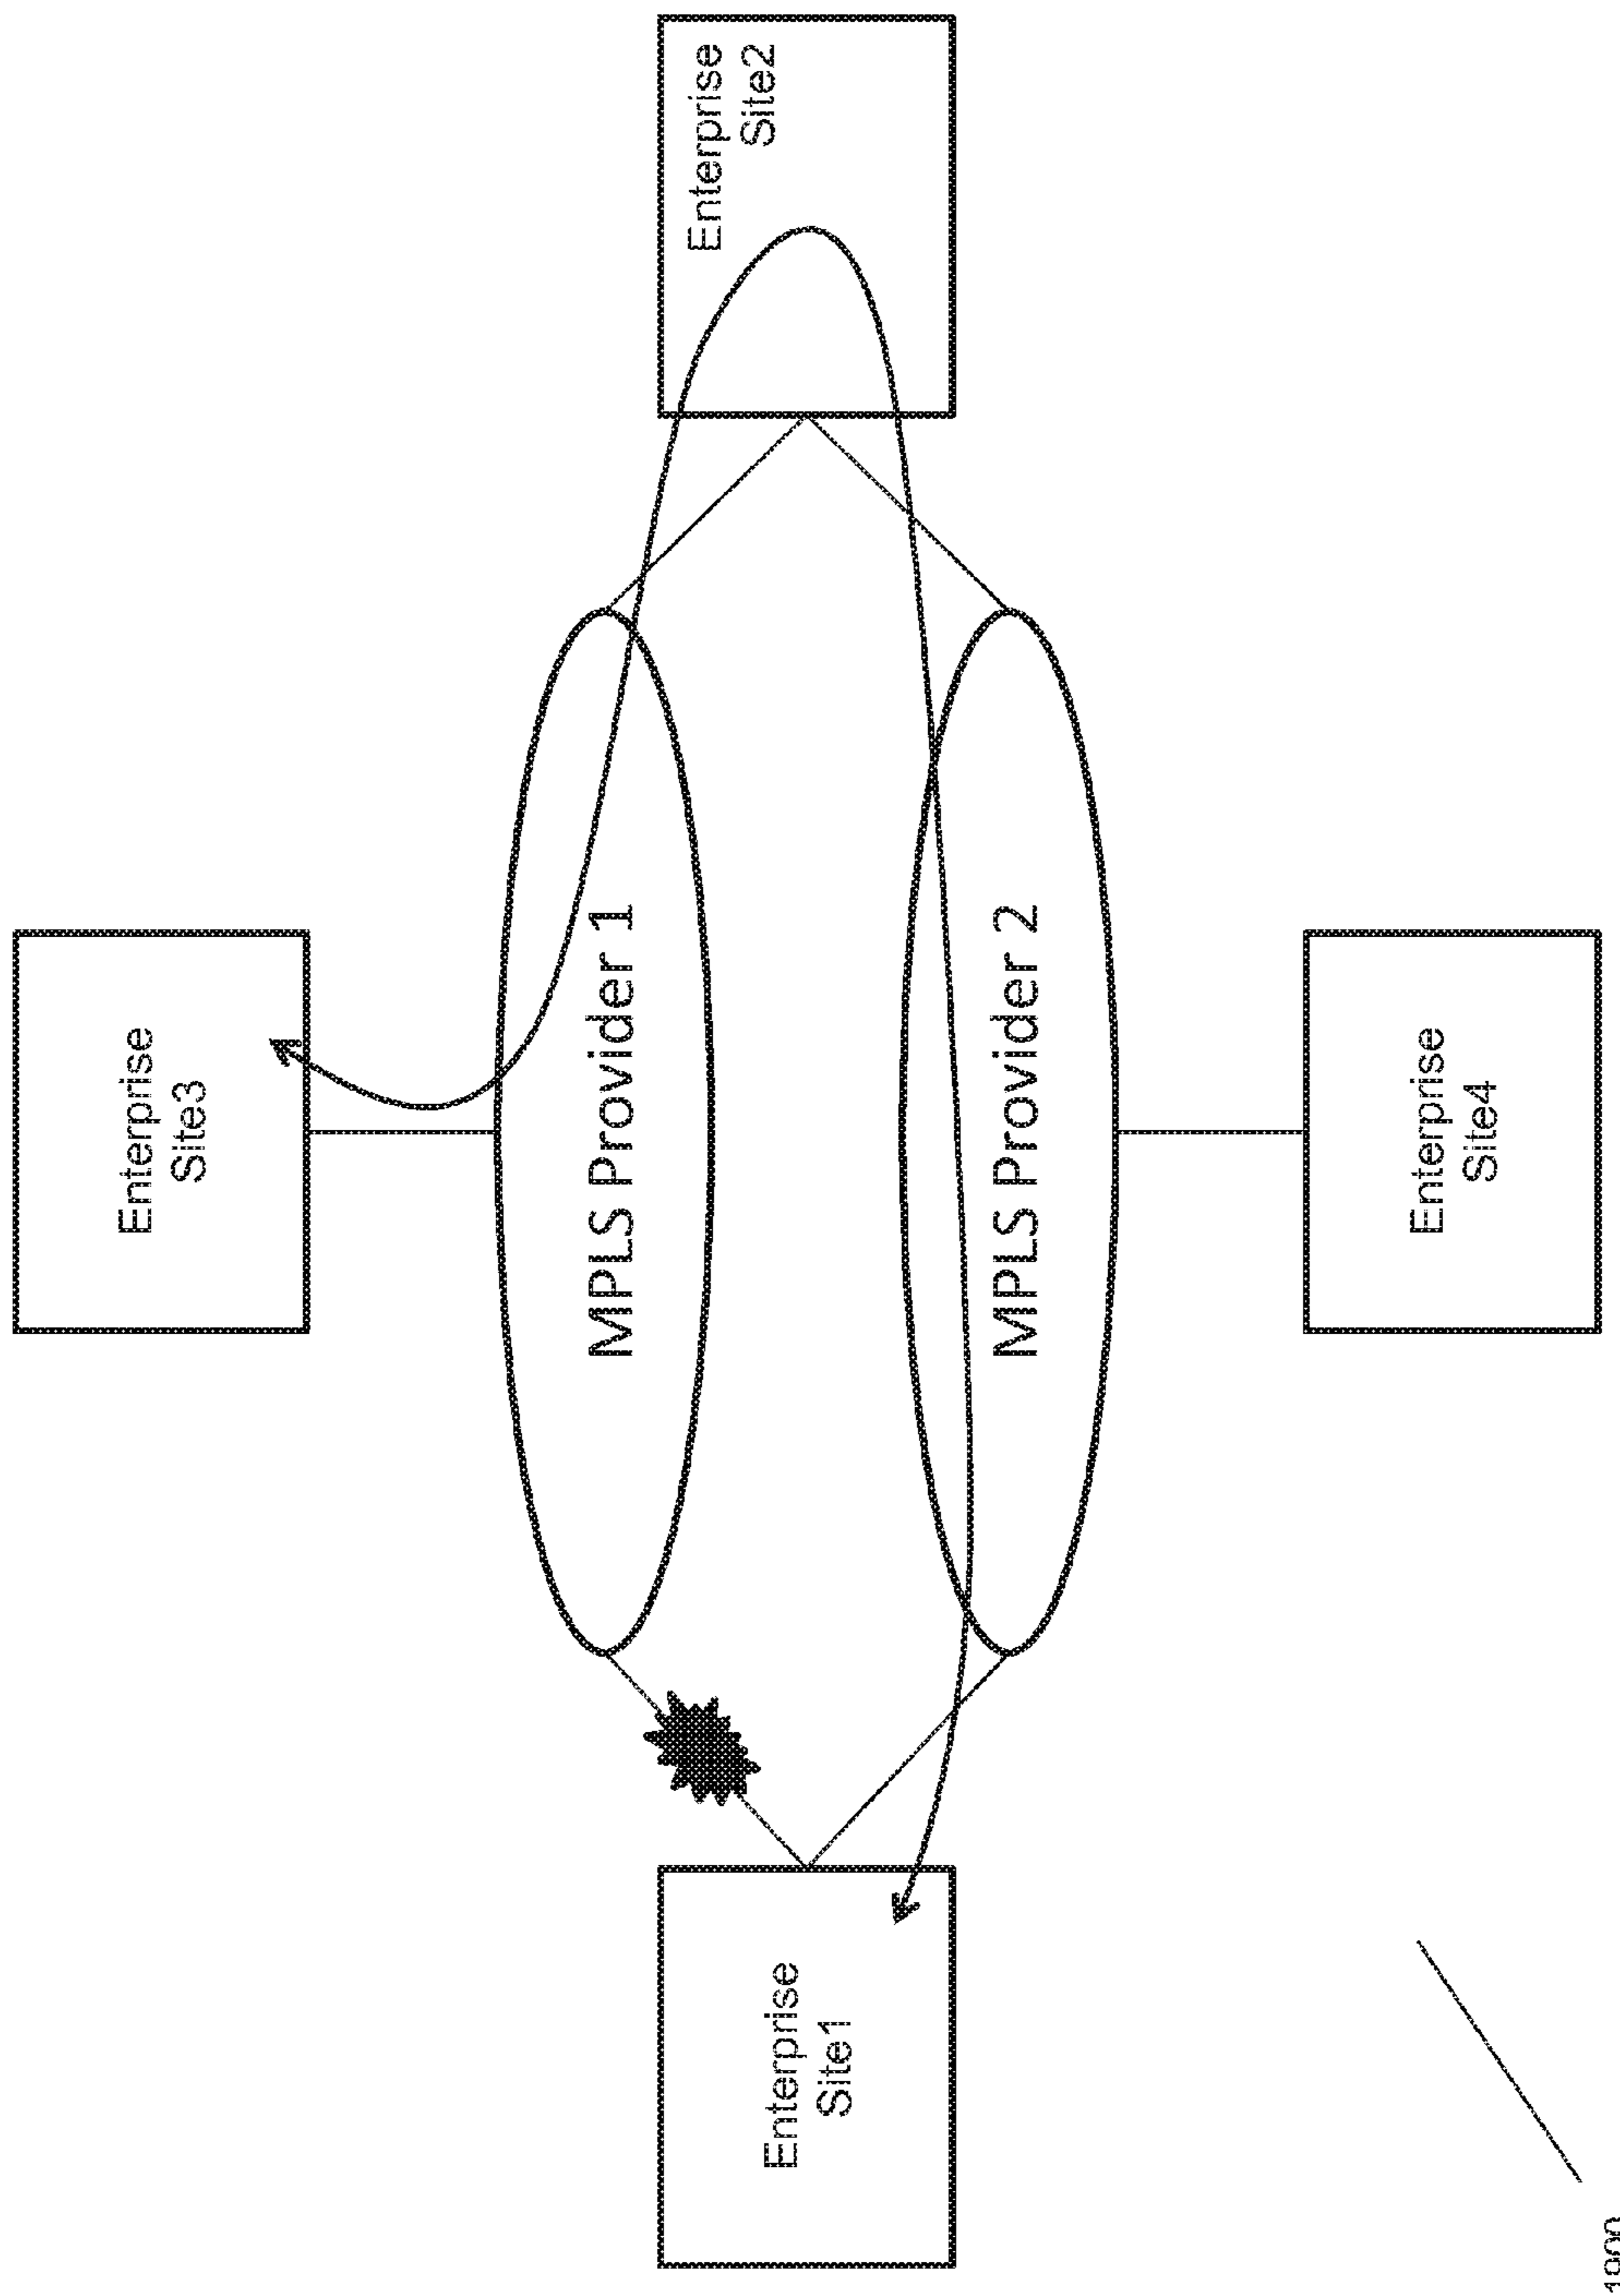 Enterprise
Site3
MPLS Provider 1
Enterprise
Site1
Enterprise
Site2
MPLS Provider 2
Enterprise
Site4